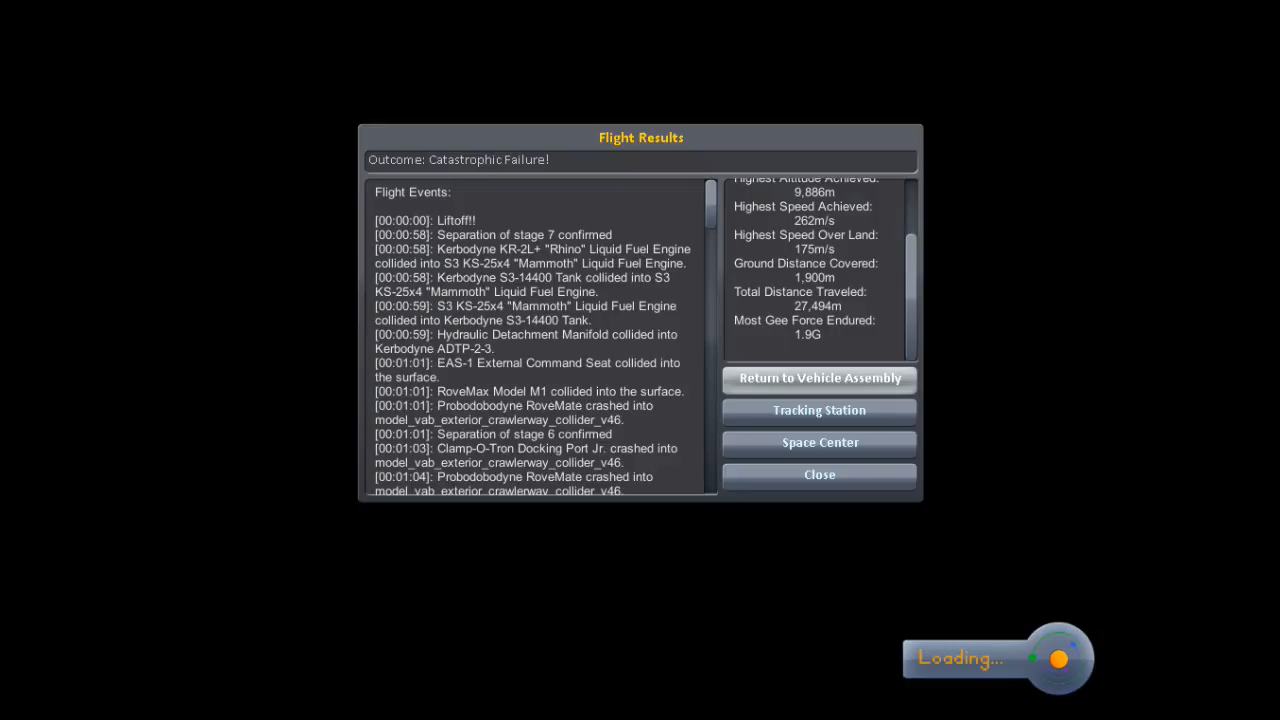 Flight Results
Outcome: Catastrophic Failure!
Flight Events:
[00:00:00]: Liftoff!!
[00:00:58]: Separation of stage 7 confirmed
[00:00:58]: Kerbodyne KR-2L+ "Rhino" Liquid Fuel Engine
collided into S3 KS-25x4 "Mammoth" Liquid Fuel Engine.
[00:00:58]: Kerbodyne S3-14400 Tank collided into S3
KS-25x4 "Mammoth" Liquid Fuel Engine.
[00:00:59]: S3 KS-25x4 "Mammoth" Liquid Fuel Engine
collided into Kerbodyne S3-14400 Tank.
[00:00:59]: Hydraulic Detachment Manifold collided into
Kerbodyne ADTP-2-3.
[00:01:01]: EAS-1 External Command Seat collided into
the surface.
[00:01:01]: RoveMax Model M1 collided into the surface.
[00:01:01]: Probodobodyne RoveMate crashed into
model_vab_exterior_crawlerway_collider_v46.
[00:01:01]: Separation of stage 6 confirmed
[00:01:03]: Clamp-O-Tron Docking Port Jr. crashed into
model_vab_exterior_crawlerway_collider_v46.
[00:01:04]: Probodobodyne RoveMate crashed into
model_vab_exterior_crawlerway_collider_v46.
Highest Altitude Achieved:
9,886m
Highest Speed Achieved:
262m/s
Highest Speed Over Land:
175m/s
Ground Distance Covered:
1,900m
Total Distance Traveled:
27,494m
Most Gee Force Endured:
1.9G
Return to Vehicle Assembly
Tracking Station
Space Center
Close
Loading...